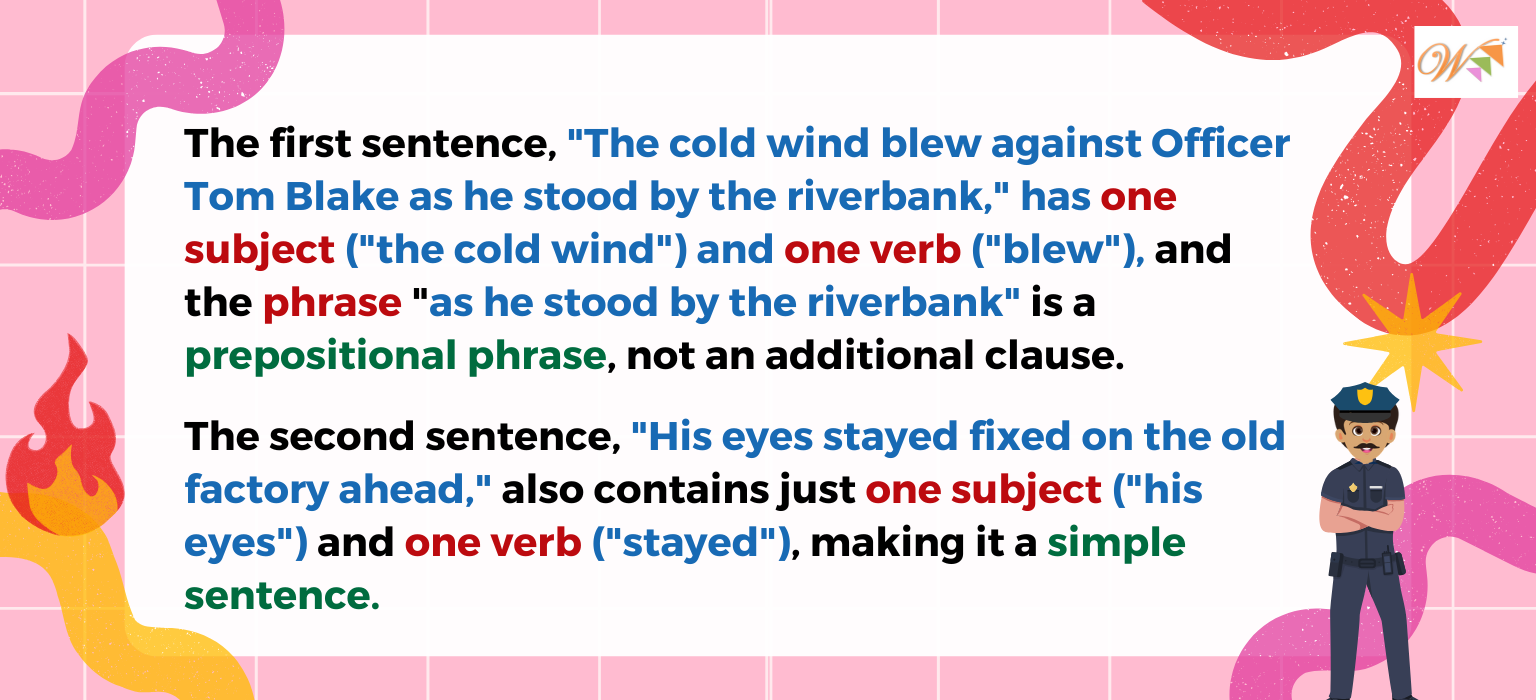 W
The first sentence, "The cold wind blew against Officer
Tom Blake as he stood by the riverbank," has one
subject ("the cold wind") and one verb ("blew"), and
the phrase "as he stood by the riverbank" is a
prepositional phrase, not an additional clause.
The second sentence, "His eyes stayed fixed on the old
factory ahead," also contains just one subject ("his
eyes") and one verb ("stayed"), making it a simple
sentence.